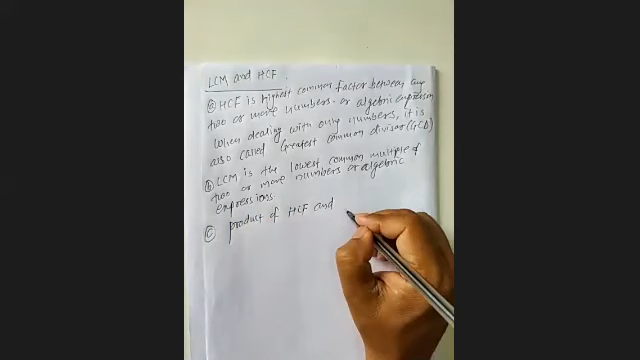 LCM and HCF.
ⓐ HCF is highest common factor between any
two or more numbers or algebric expression
when dealing with only numbers, it is
also called Greatest common divisor (GCD)
ⓑ LCM is the lowest common multiple of
two or more numbers or algebric
expressions.
ⓒ product of HCF and